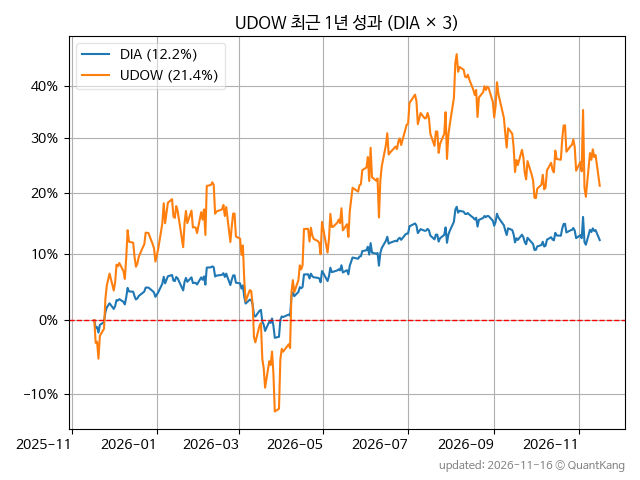 UDOW 최근 1년 성과 (DIA × 3)
DIA (12.2%)
UDOW (21.4%)
40%
30%
20%
10%
0%
−10%
2025-11 2026-01 2026-03 2026-05 2026-07 2026-09 2026-11
updated: 2026-11-16 © QuantKang